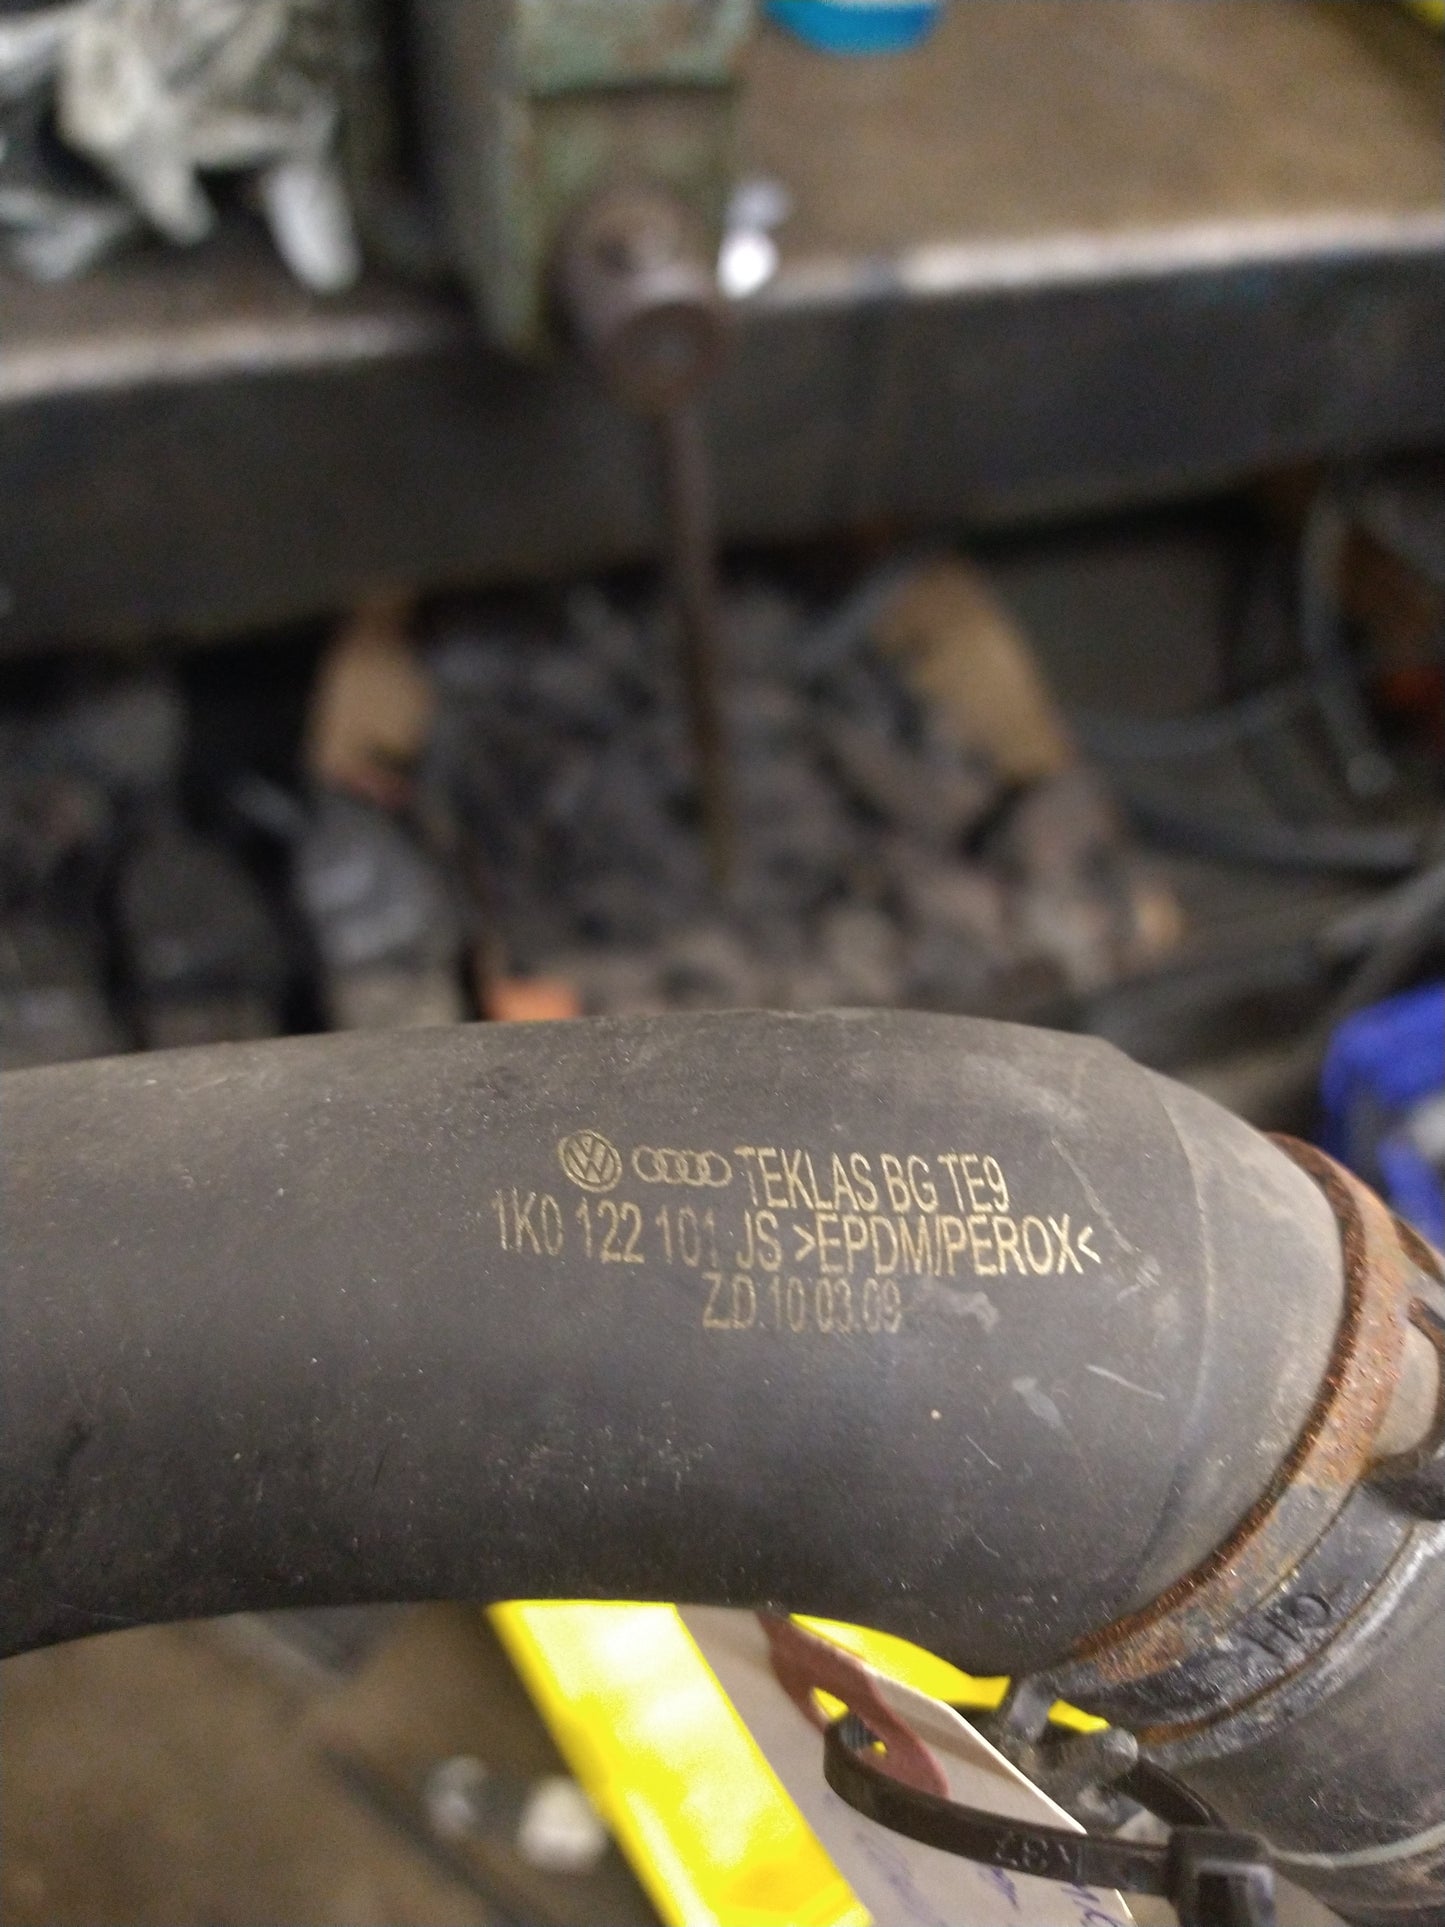 TEKLAS BG TE9
1K0 122 101 JS >EPDM/PEROX<
Z.D. 10 03.09